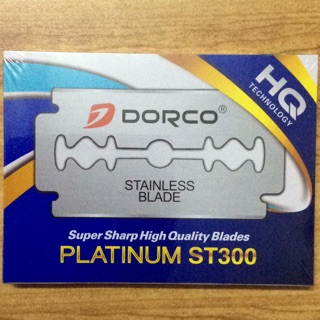 HQ
TECHNOLOGY
DORCO®
STAINLESS
BLADE
Super Sharp High Quality Blades
PLATINUM ST300